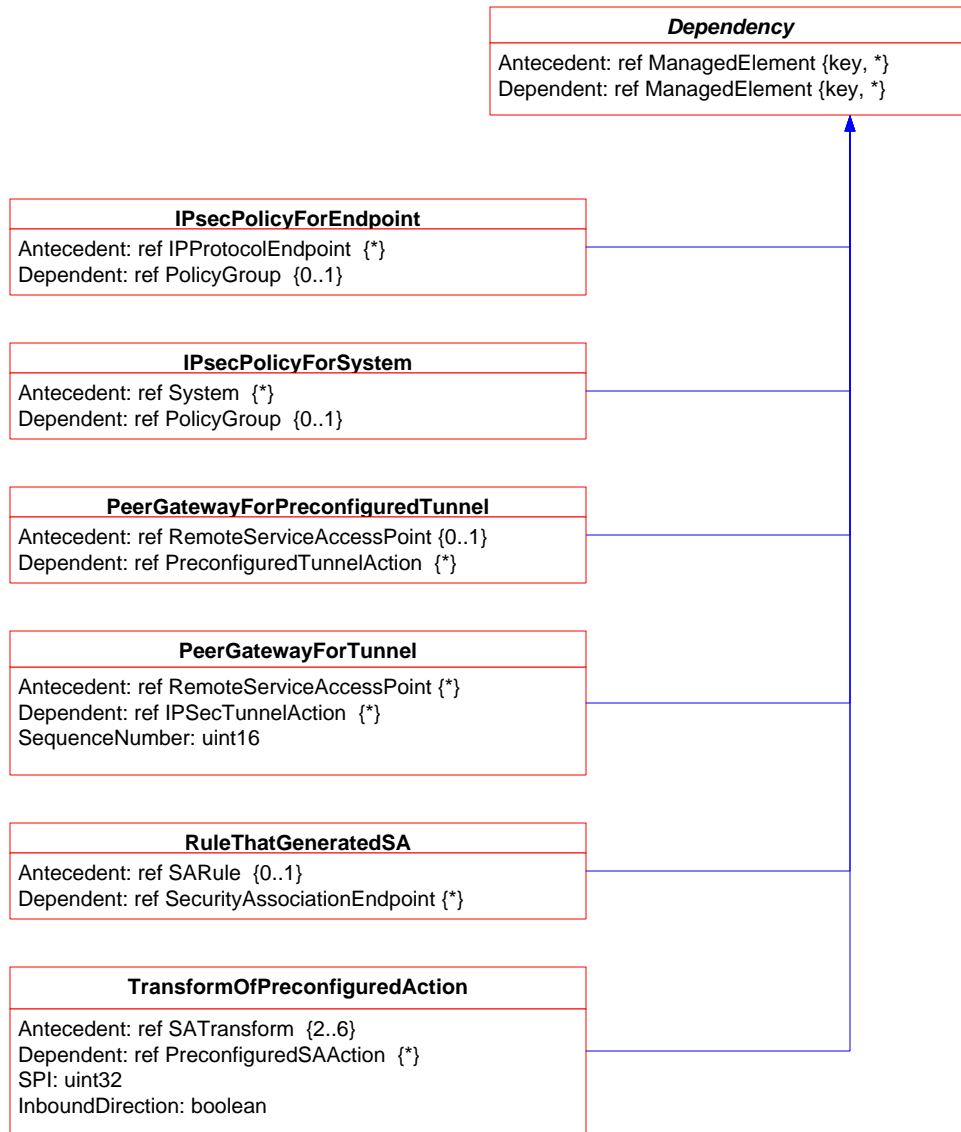 Dependency
Antecedent: ref ManagedElement {key, *}
Dependent: ref ManagedElement {key, *}
IPsecPolicyForEndpoint
Antecedent: ref IPProtocolEndpoint  {*}
Dependent: ref PolicyGroup  {0..1}
IPsecPolicyForSystem
Antecedent: ref System  {*}
Dependent: ref PolicyGroup  {0..1}
PeerGatewayForPreconfiguredTunnel
Antecedent: ref RemoteServiceAccessPoint {0..1}
Dependent: ref PreconfiguredTunnelAction  {*}
PeerGatewayForTunnel
Antecedent: ref RemoteServiceAccessPoint {*}
Dependent: ref IPSecTunnelAction  {*}
SequenceNumber: uint16
RuleThatGeneratedSA
Antecedent: ref SARule  {0..1}
Dependent: ref SecurityAssociationEndpoint {*}
TransformOfPreconfiguredAction
Antecedent: ref SATransform  {2..6}
Dependent: ref PreconfiguredSAAction  {*}
SPI: uint32
InboundDirection: boolean